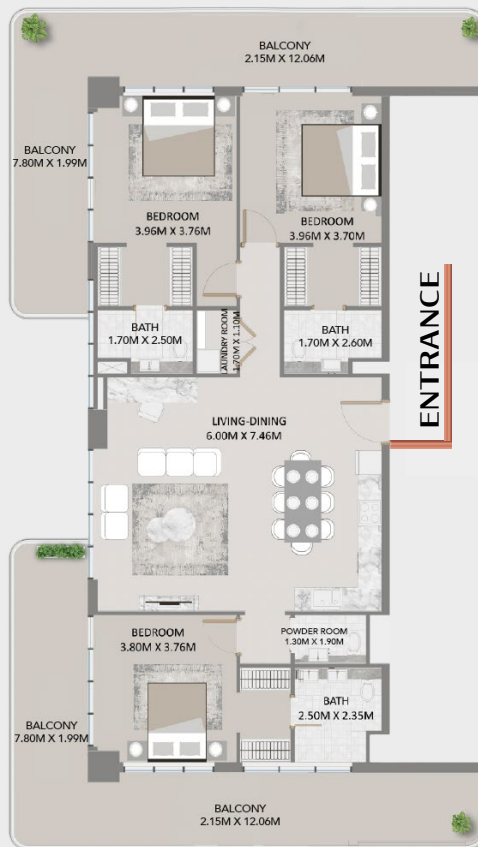 BALCONY
2.15M X 12.06M
BALCONY
7.80M X 1.99M
BEDROOM
3.96M X 3.76M
BEDROOM
3.96M X 3.70M
ENTRANCE
BATH
1.70M X 2.50M
LAUNDRY ROOM
1.70M X 1.10M
BATH
1.70M X 2.60M
LIVING-DINING
6.00M X 7.46M
BEDROOM
3.80M X 3.76M
POWDER ROOM
1.30M X 1.90M
BATH
2.50M X 2.35M
BALCONY
7.80M X 1.99M
BALCONY
2.15M X 12.06M